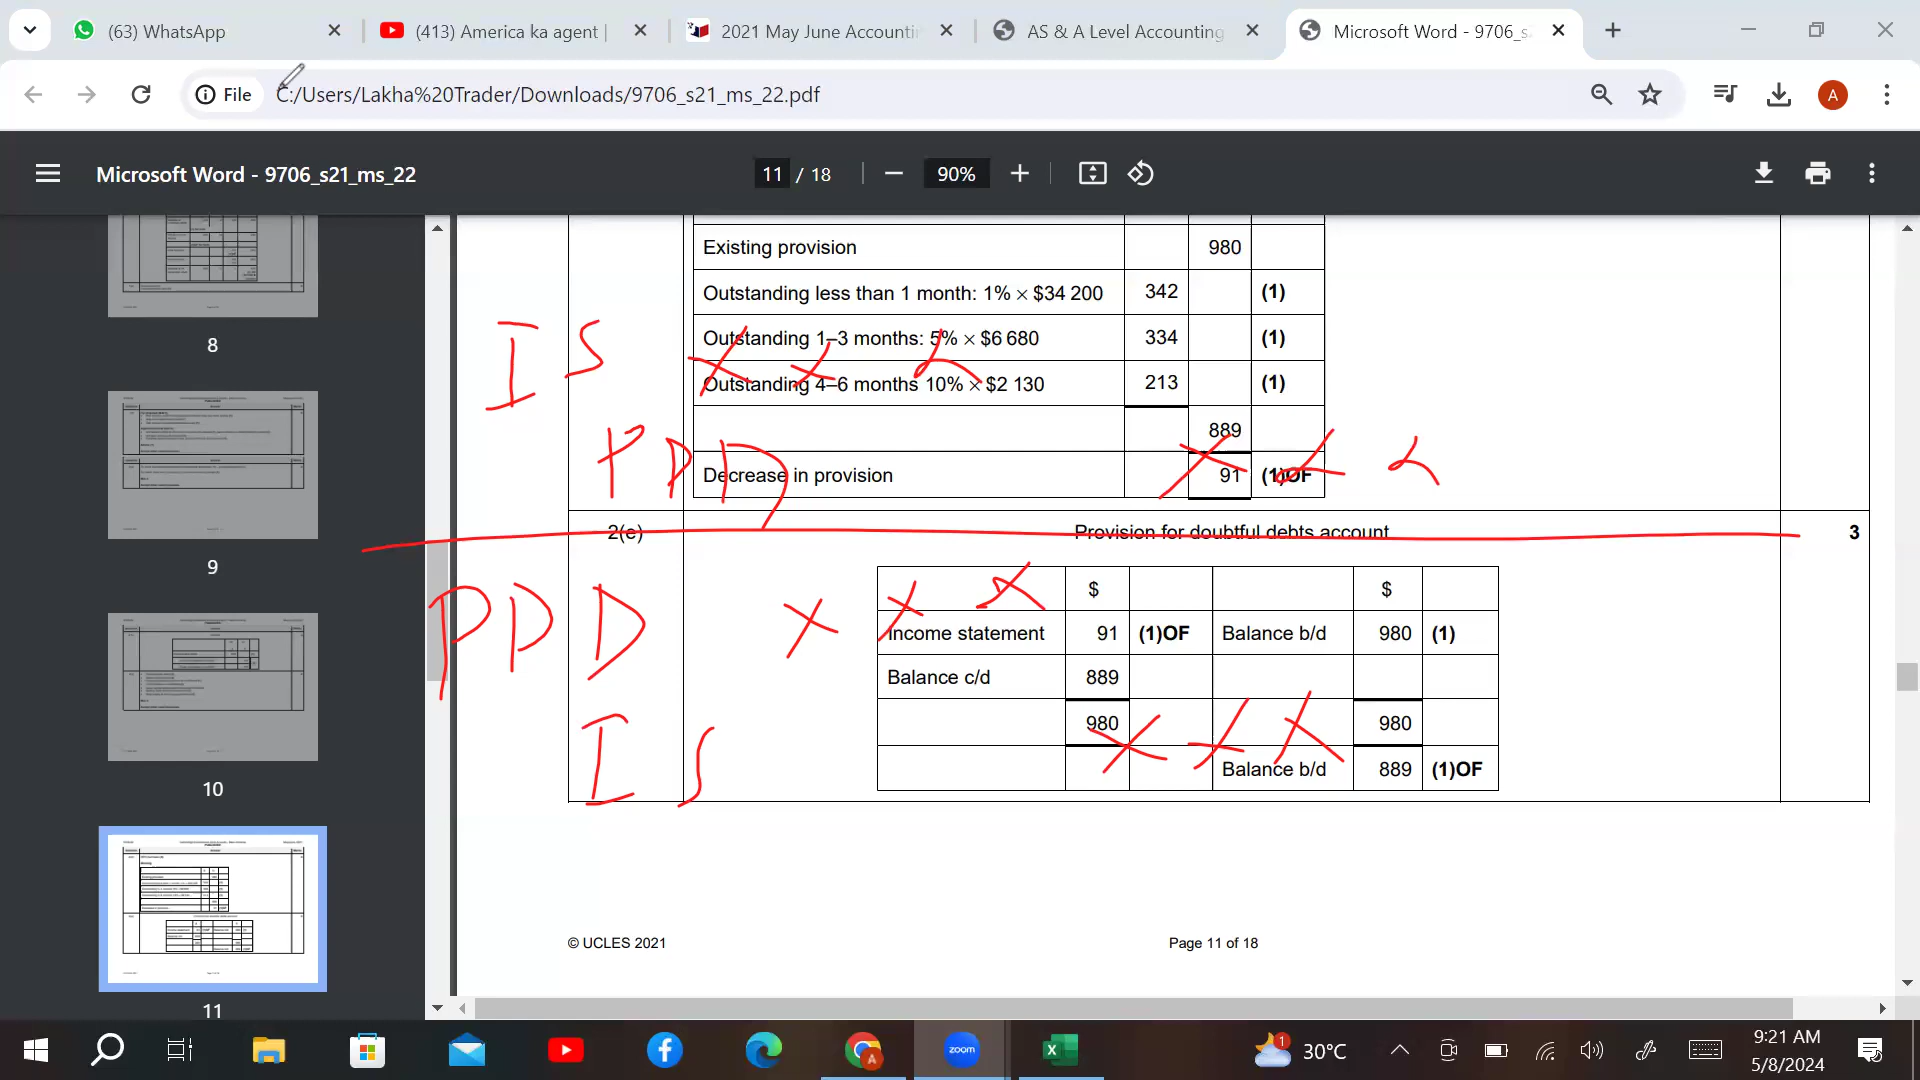 (63) WhatsApp
(413) America ka agent |
2021 May June Accountin
AS & A Level Accounting
Microsoft Word - 9706_s
File
C:/Users/Lakha%20Trader/Downloads/9706_s21_ms_22.pdf
A
Microsoft Word - 9706_s21_ms_22
11 / 18
90%
8
9
10
11
Existing provision 980
Outstanding less than 1 month: 1% × $34 200 342 (1)
Outstanding 1–3 months: 5% × $6 680 334 (1)
Outstanding 4–6 months 10% × $2 130 213 (1)
889
Decrease in provision 91 (1)OF
I S x x x
P D D x x x
2(e) Provision for doubtful debts account 3
$ $
Income statement 91 (1)OF Balance b/d 980 (1)
Balance c/d 889
980 980
Balance b/d 889 (1)OF
P D D x x x
I S x x x
© UCLES 2021
Page 11 of 18
zoom
A
1
30°C
9:21 AM
5/8/2024